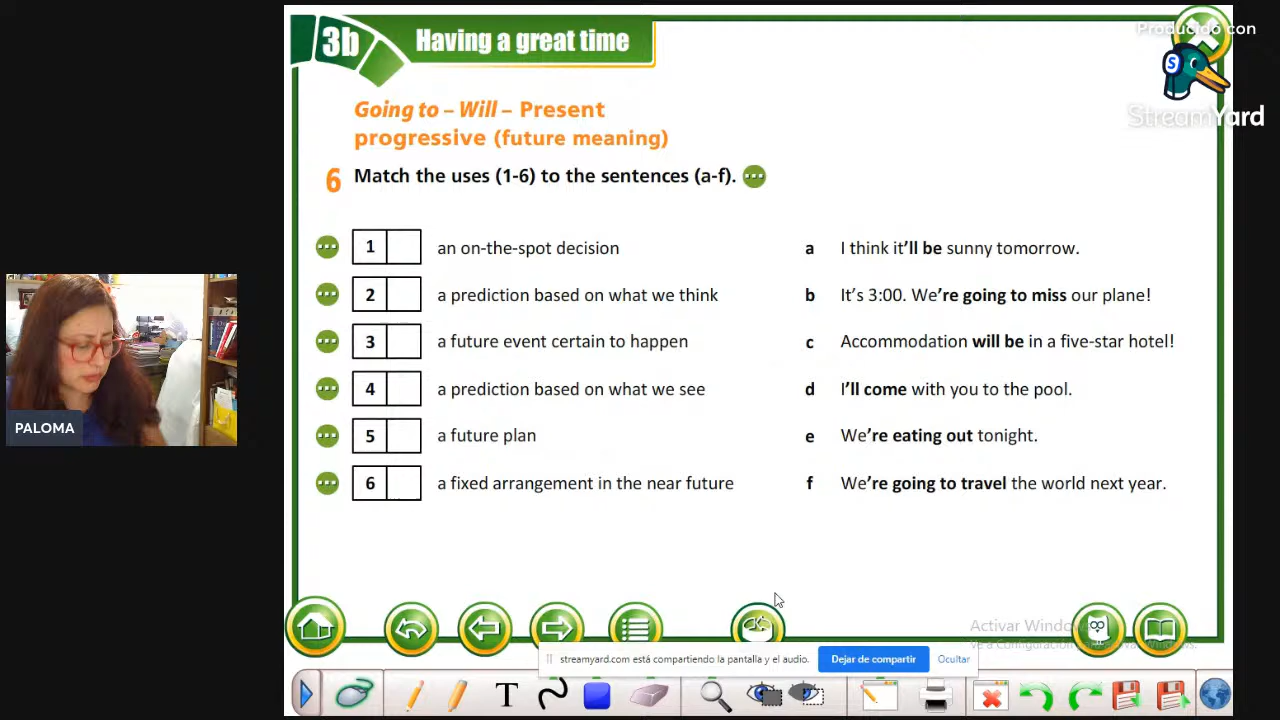 3b Having a great time
Producido con
StreamYard
Going to – Will – Present
progressive (future meaning)
6 Match the uses (1-6) to the sentences (a-f).
1 an on-the-spot decision
a I think it'll be sunny tomorrow.
2 a prediction based on what we think
b It's 3:00. We're going to miss our plane!
3 a future event certain to happen
c Accommodation will be in a five-star hotel!
4 a prediction based on what we see
d I'll come with you to the pool.
5 a future plan
e We're eating out tonight.
6 a fixed arrangement in the near future
f We're going to travel the world next year.
PALOMA
Activar Windows
streamyard.com está compartiendo la pantalla y el audio. Dejar de compartir Ocultar
T